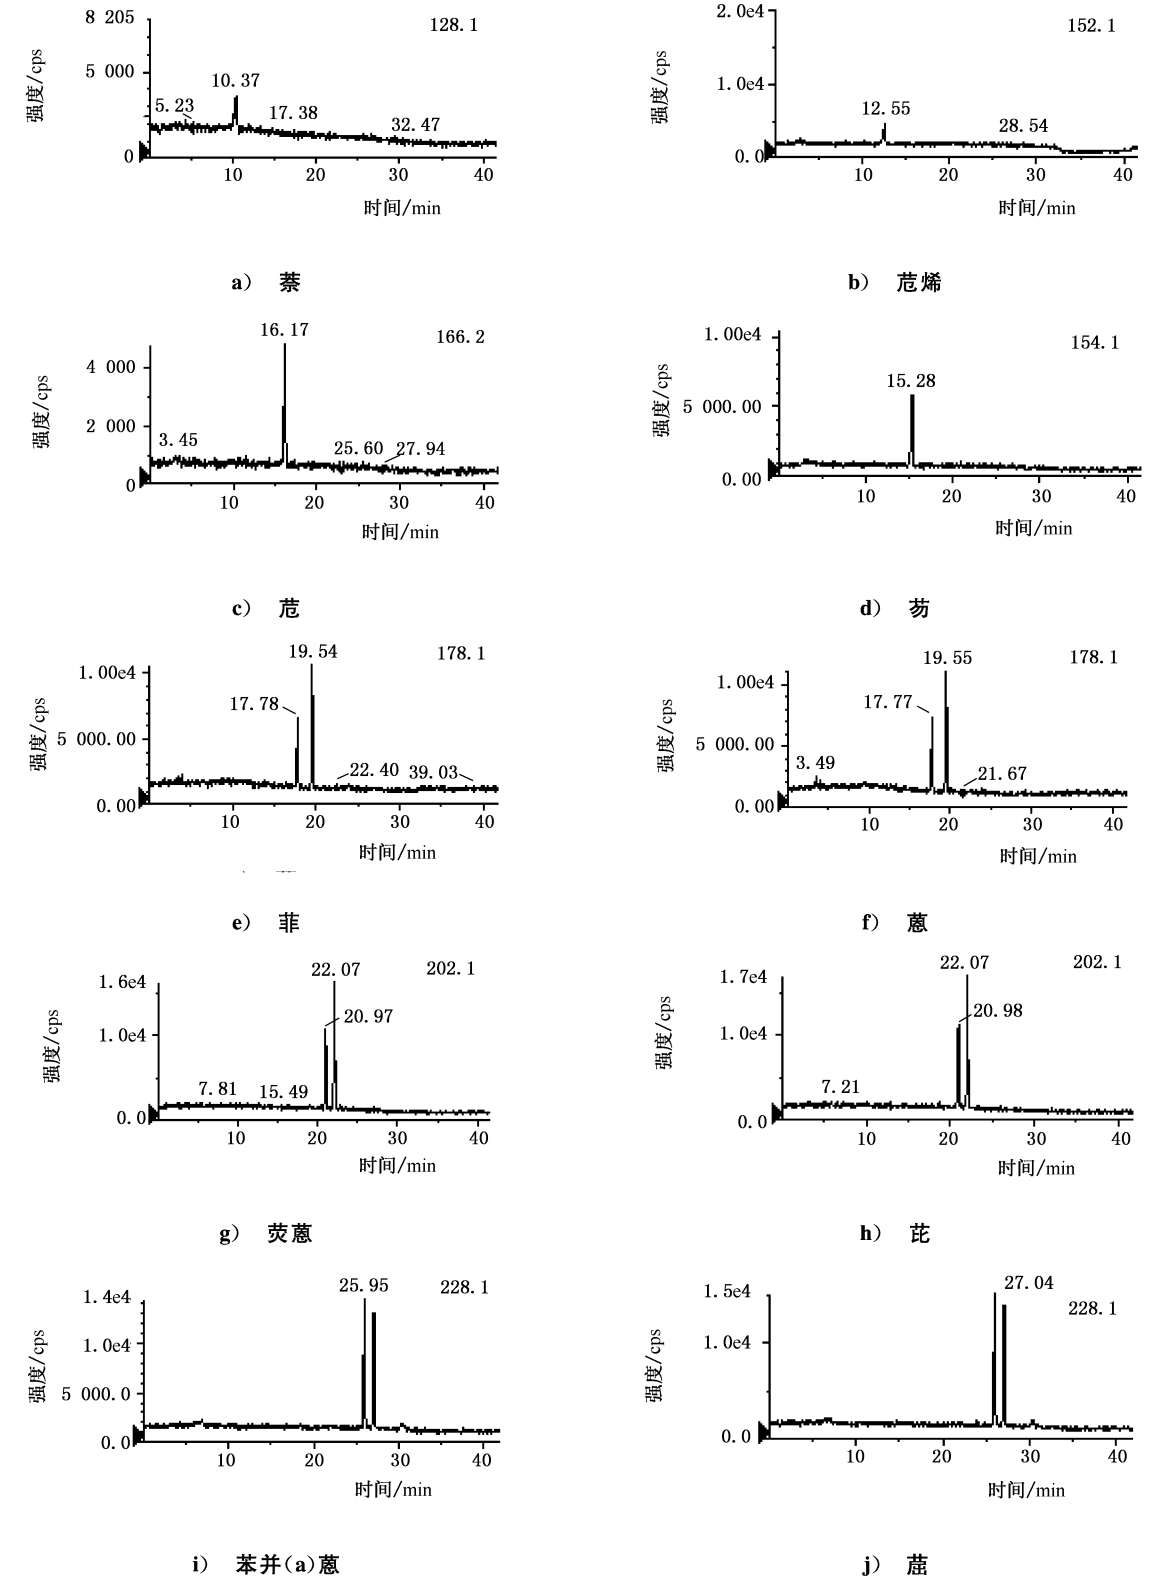 8 205
128.1
5 000
10.37
5.23
17.38
32.47
0
10 20 30 40
强度/cps
时间/min
a） 萘
2.0e4
152.1
1.0e4
12.55
28.54
0.0
10 20 30 40
强度/cps
时间/min
b） 苊烯
16.17
166.2
4 000
2 000
3.45
25.60
27.94
0
10 20 30 40
强度/cps
时间/min
c） 苊
1.00e4
154.1
15.28
5 000.00
0.00
10 20 30 40
强度/cps
时间/min
d） 芴
19.54
178.1
1.00e4
17.78
5 000.00
22.40
39.03
0.00
10 20 30 40
强度/cps
时间/min
e） 菲
19.55
178.1
1.00e4
17.77
5 000.00
3.49
21.67
0.00
10 20 30 40
强度/cps
时间/min
f） 蒽
22.07
202.1
1.6e4
20.97
1.0e4
7.81
15.49
0.0
10 20 30 40
强度/cps
时间/min
g） 荧蒽
22.07
202.1
1.7e4
20.98
1.0e4
7.21
0.0
10 20 30 40
强度/cps
时间/min
h） 芘
25.95
228.1
1.4e4
1.0e4
5 000.0
0.0
10 20 30 40
强度/cps
时间/min
i） 苯并(a)蒽
27.04
1.5e4
228.1
1.0e4
0.0
10 20 30 40
强度/cps
时间/min
j） 䓛